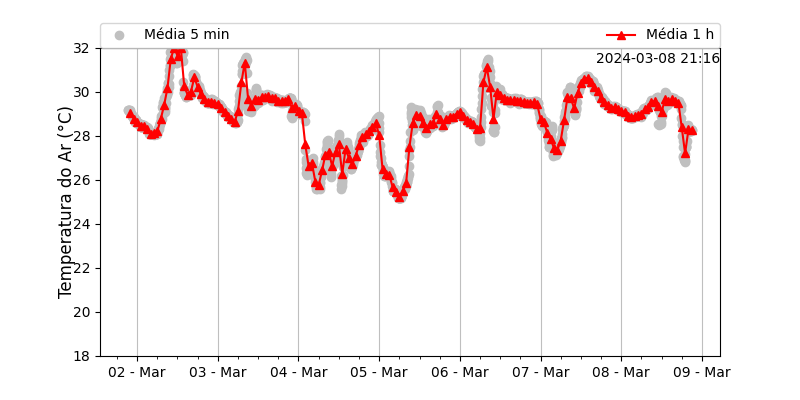 Média 5 min
Média 1 h
2024-03-08 21:16
Temperatura do Ar (°C)
32
30
28
26
24
22
20
18
02 - Mar
03 - Mar
04 - Mar
05 - Mar
06 - Mar
07 - Mar
08 - Mar
09 - Mar